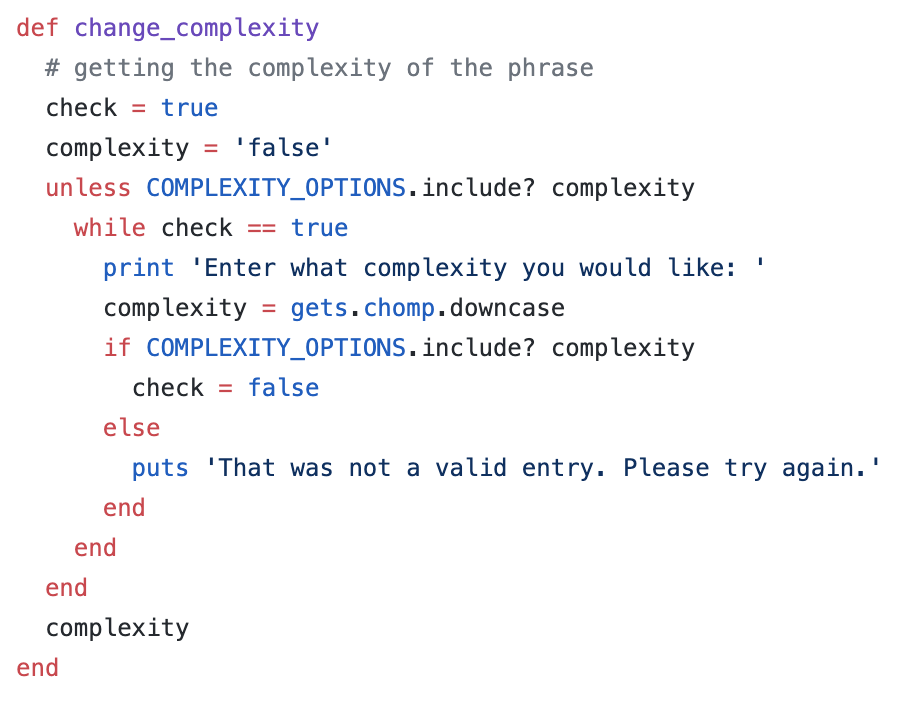 def change_complexity
  # getting the complexity of the phrase
  check = true
  complexity = 'false'
  unless COMPLEXITY_OPTIONS.include? complexity
    while check == true
      print 'Enter what complexity you would like: '
      complexity = gets.chomp.downcase
      if COMPLEXITY_OPTIONS.include? complexity
        check = false
      else
        puts 'That was not a valid entry. Please try again.'
      end
    end
  end
  complexity
end